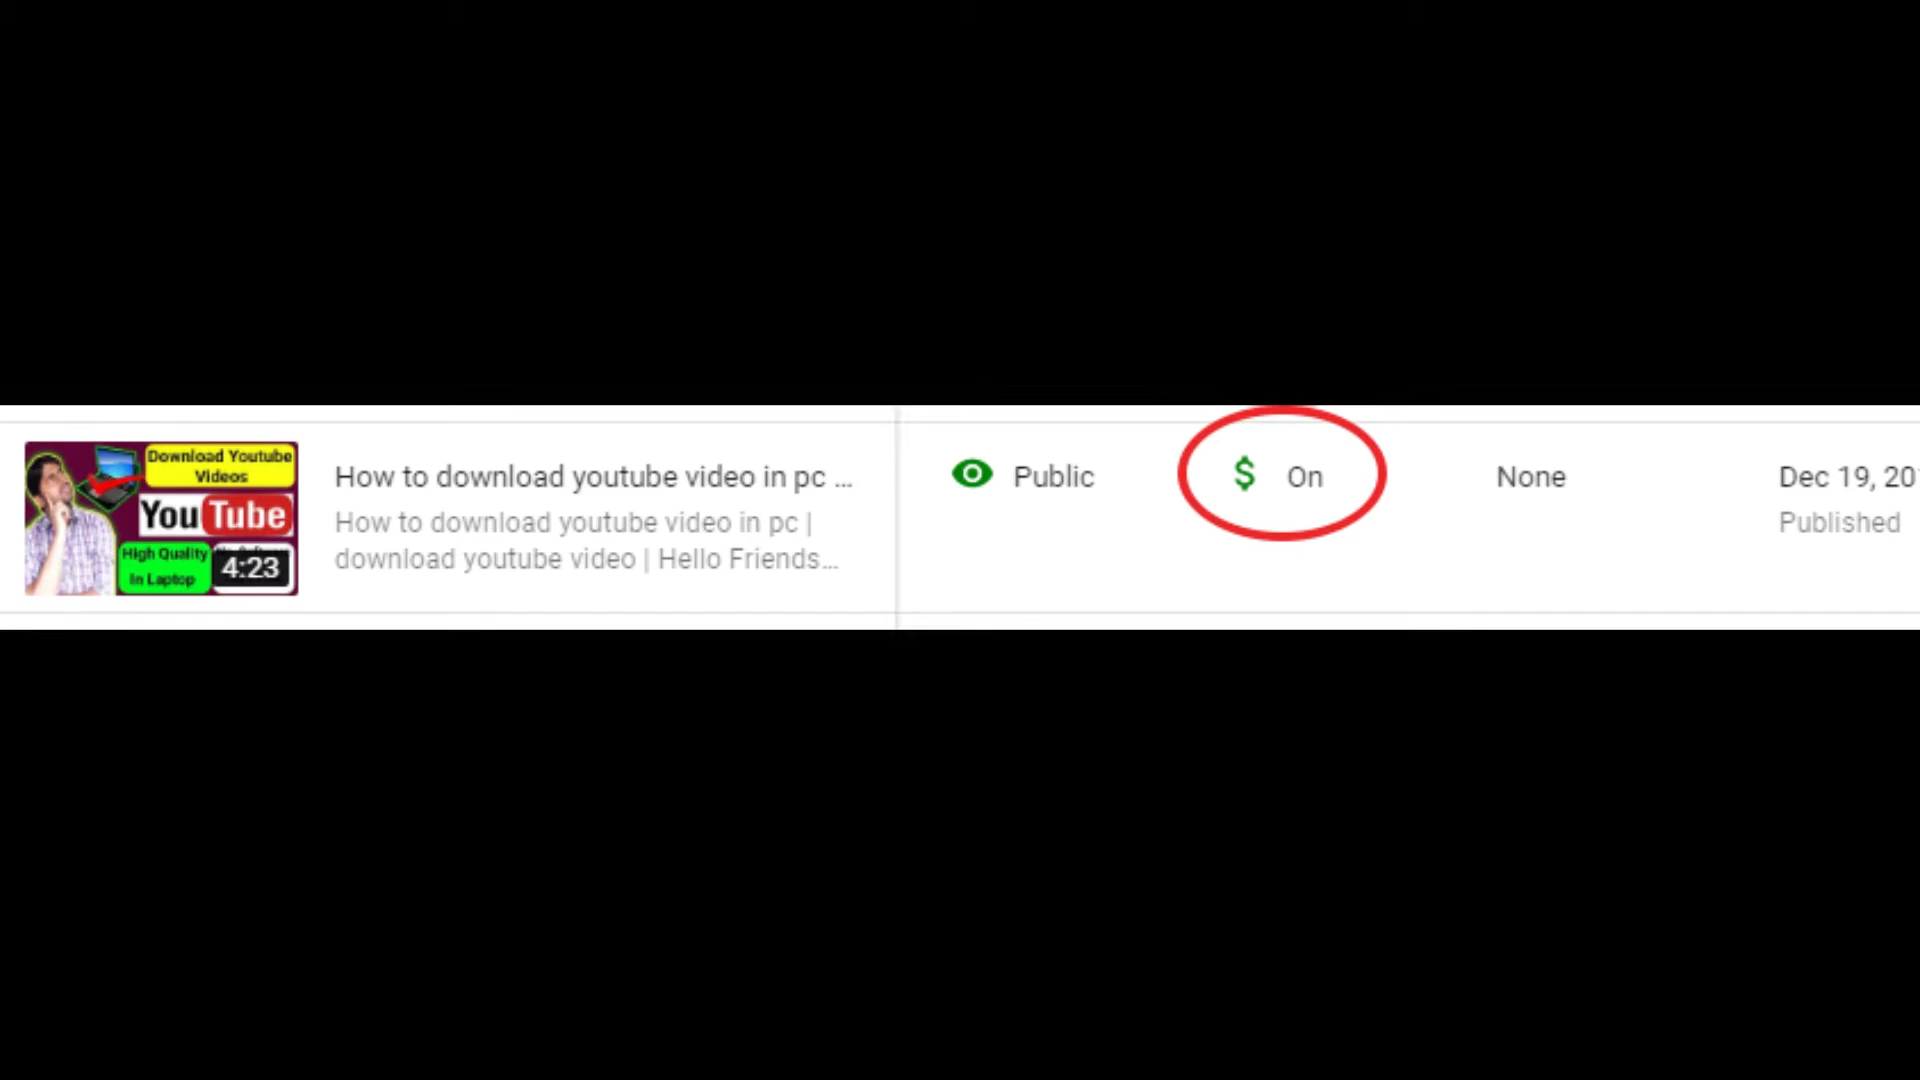 Download Youtube
Videos
YouTube
High Quality
In Laptop
4:23
How to download youtube video in pc ...
How to download youtube video in pc |
download youtube video | Hello Friends...
Public
$ On
None
Dec 19, 20
Published